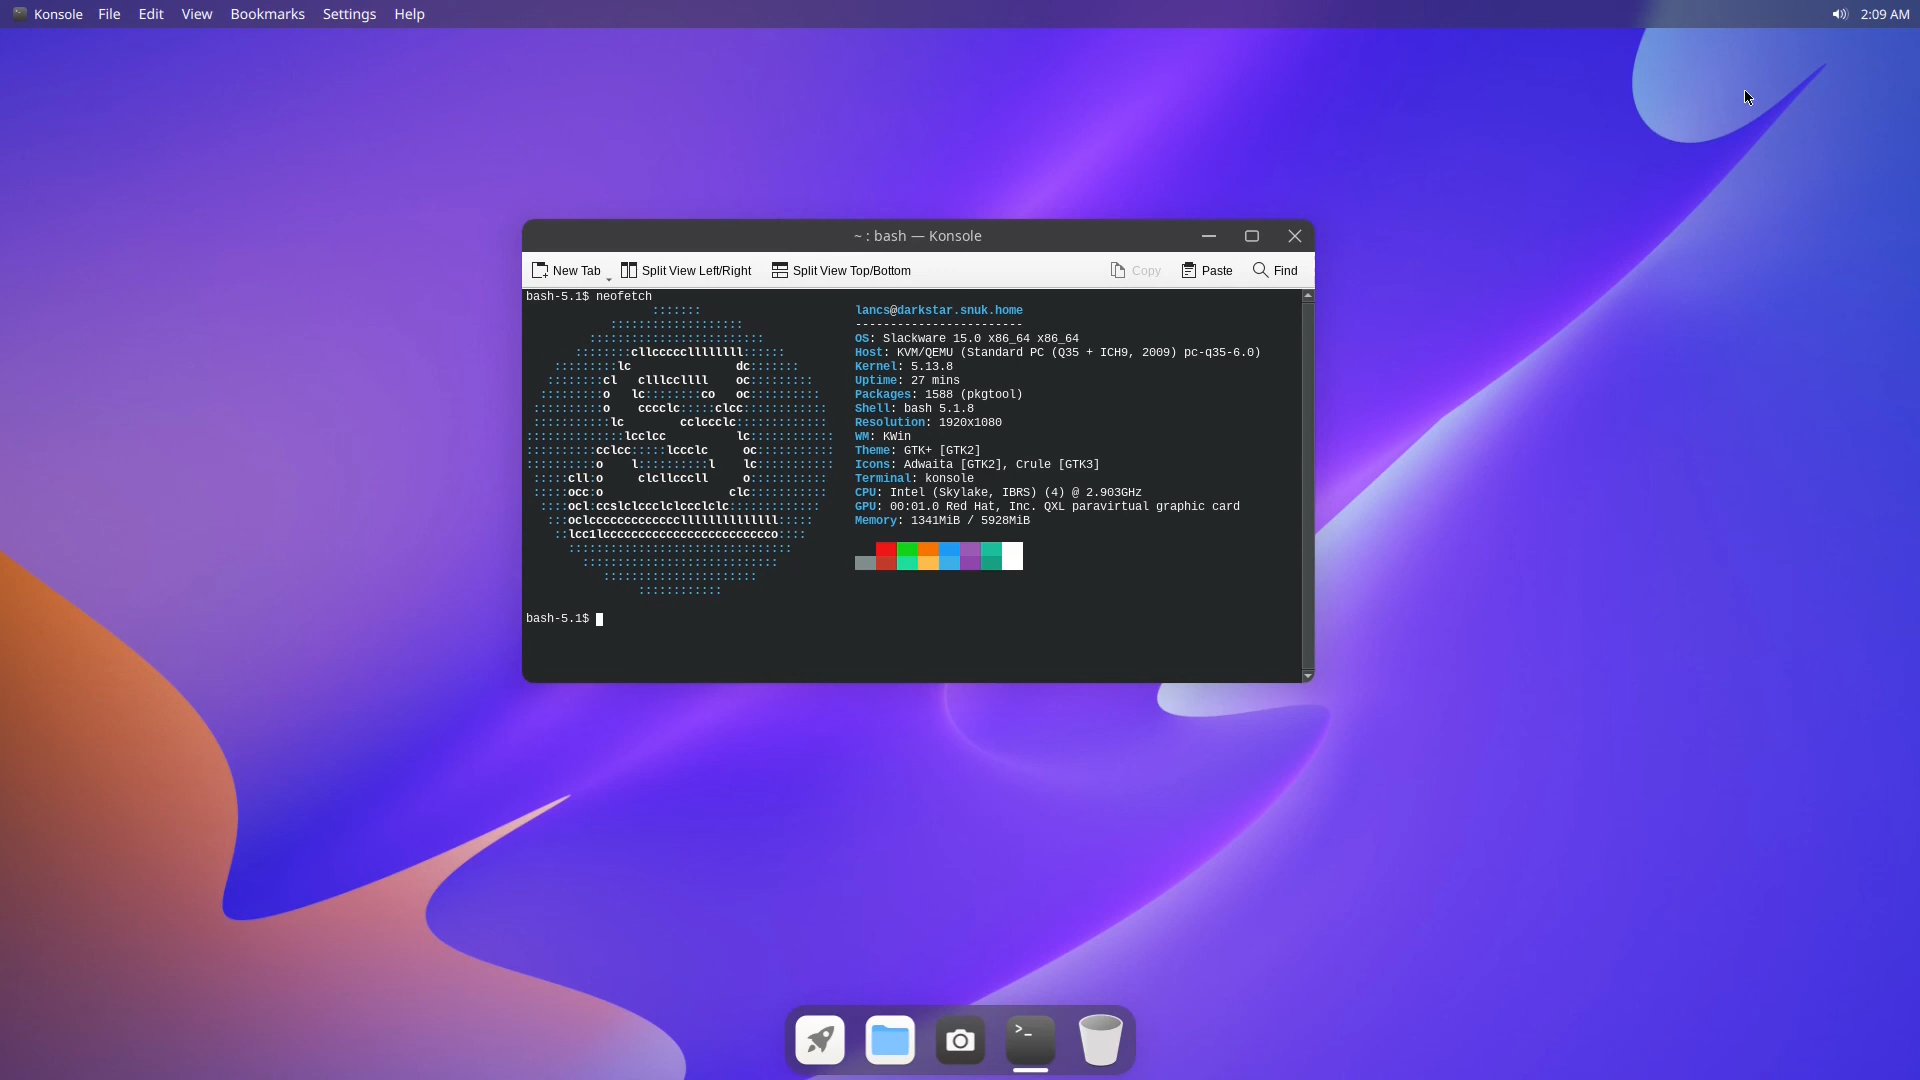 Konsole File Edit View Bookmarks Settings Help 2:09 AM
~ : bash — Konsole
New Tab Split View Left/Right Split View Top/Bottom Copy Paste Find
bash-5.1$ neofetch
lancs@darkstar.snuk.home
------------------------
OS: Slackware 15.0 x86_64 x86_64
Host: KVM/QEMU (Standard PC (Q35 + ICH9, 2009) pc-q35-6.0)
Kernel: 5.13.8
Uptime: 27 mins
Packages: 1588 (pkgtool)
Shell: bash 5.1.8
Resolution: 1920x1080
WM: KWin
Theme: GTK+ [GTK2]
Icons: Adwaita [GTK2], Crule [GTK3]
Terminal: konsole
CPU: Intel (Skylake, IBRS) (4) @ 2.903GHz
GPU: 00:01.0 Red Hat, Inc. QXL paravirtual graphic card
Memory: 1341MiB / 5928MiB
bash-5.1$